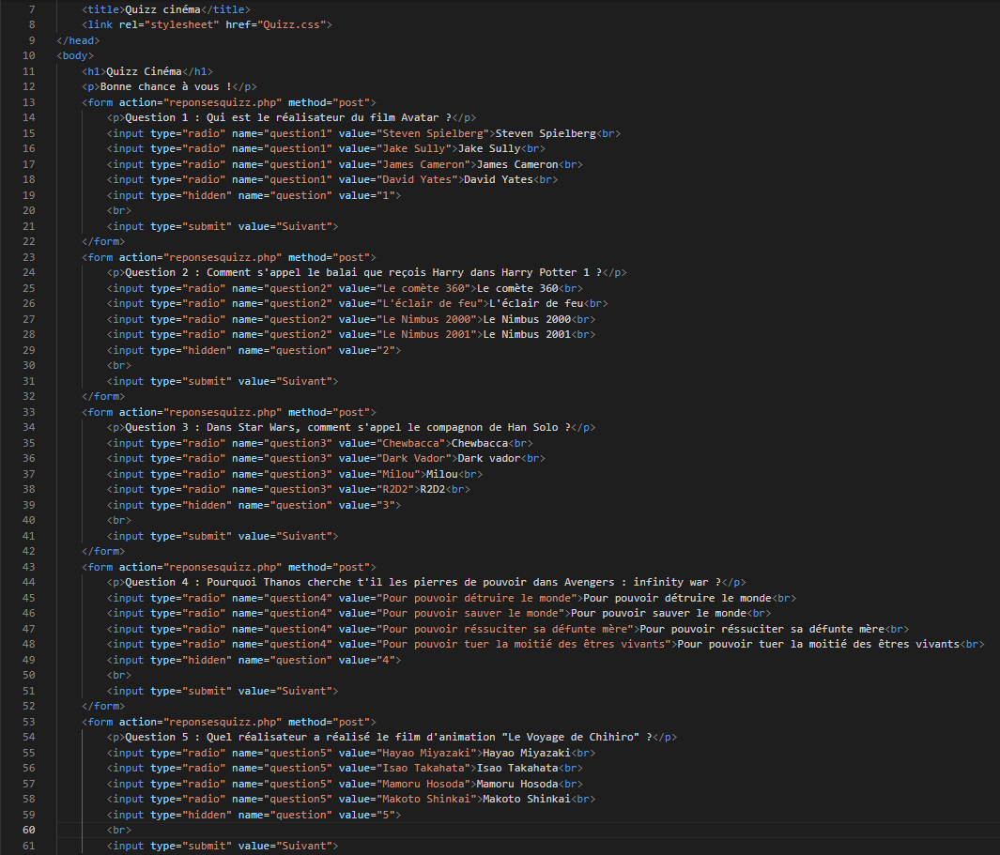 7 <title>Quizz cinéma</title>
8 <link rel="stylesheet" href="Quizz.css">
9 </head>
10 <body>
11 <h1>Quizz Cinéma</h1>
12 <p>Bonne chance à vous !</p>
13 <form action="reponsesquizz.php" method="post">
14 <p>Question 1 : Qui est le réalisateur du film Avatar ?</p>
15 <input type="radio" name="question1" value="Steven Spielberg">Steven Spielberg<br>
16 <input type="radio" name="question1" value="Jake Sully">Jake Sully<br>
17 <input type="radio" name="question1" value="James Cameron">James Cameron<br>
18 <input type="radio" name="question1" value="David Yates">David Yates<br>
19 <input type="hidden" name="question" value="1">
20 <br>
21 <input type="submit" value="Suivant">
22 </form>
23 <form action="reponsesquizz.php" method="post">
24 <p>Question 2 : Comment s'appel le balai que reçois Harry dans Harry Potter 1 ?</p>
25 <input type="radio" name="question2" value="Le comète 360">Le comète 360<br>
26 <input type="radio" name="question2" value="L'éclair de feu">L'éclair de feu<br>
27 <input type="radio" name="question2" value="Le Nimbus 2000">Le Nimbus 2000<br>
28 <input type="radio" name="question2" value="Le Nimbus 2001">Le Nimbus 2001<br>
29 <input type="hidden" name="question" value="2">
30 <br>
31 <input type="submit" value="Suivant">
32 </form>
33 <form action="reponsesquizz.php" method="post">
34 <p>Question 3 : Dans Star Wars, comment s'appel le compagnon de Han Solo ?</p>
35 <input type="radio" name="question3" value="Chewbacca">Chewbacca<br>
36 <input type="radio" name="question3" value="Dark Vador">Dark vador<br>
37 <input type="radio" name="question3" value="Milou">Milou<br>
38 <input type="radio" name="question3" value="R2D2">R2D2<br>
39 <input type="hidden" name="question" value="3">
40 <br>
41 <input type="submit" value="Suivant">
42 </form>
43 <form action="reponsesquizz.php" method="post">
44 <p>Question 4 : Pourquoi Thanos cherche t'il les pierres de pouvoir dans Avengers : infinity war ?</p>
45 <input type="radio" name="question4" value="Pour pouvoir détruire le monde">Pour pouvoir détruire le monde<br>
46 <input type="radio" name="question4" value="Pour pouvoir sauver le monde">Pour pouvoir sauver le monde<br>
47 <input type="radio" name="question4" value="Pour pouvoir réssuciter sa défunte mère">Pour pouvoir réssuciter sa défunte mère<br>
48 <input type="radio" name="question4" value="Pour pouvoir tuer la moitié des êtres vivants">Pour pouvoir tuer la moitié des êtres vivants<br>
49 <input type="hidden" name="question" value="4">
50 <br>
51 <input type="submit" value="Suivant">
52 </form>
53 <form action="reponsesquizz.php" method="post">
54 <p>Question 5 : Quel réalisateur a réalisé le film d'animation "Le Voyage de Chihiro" ?</p>
55 <input type="radio" name="question5" value="Hayao Miyazaki">Hayao Miyazaki<br>
56 <input type="radio" name="question5" value="Isao Takahata">Isao Takahata<br>
57 <input type="radio" name="question5" value="Mamoru Hosoda">Mamoru Hosoda<br>
58 <input type="radio" name="question5" value="Makoto Shinkai">Makoto Shinkai<br>
59 <input type="hidden" name="question" value="5">
60 <br>
61 <input type="submit" value="Suivant">